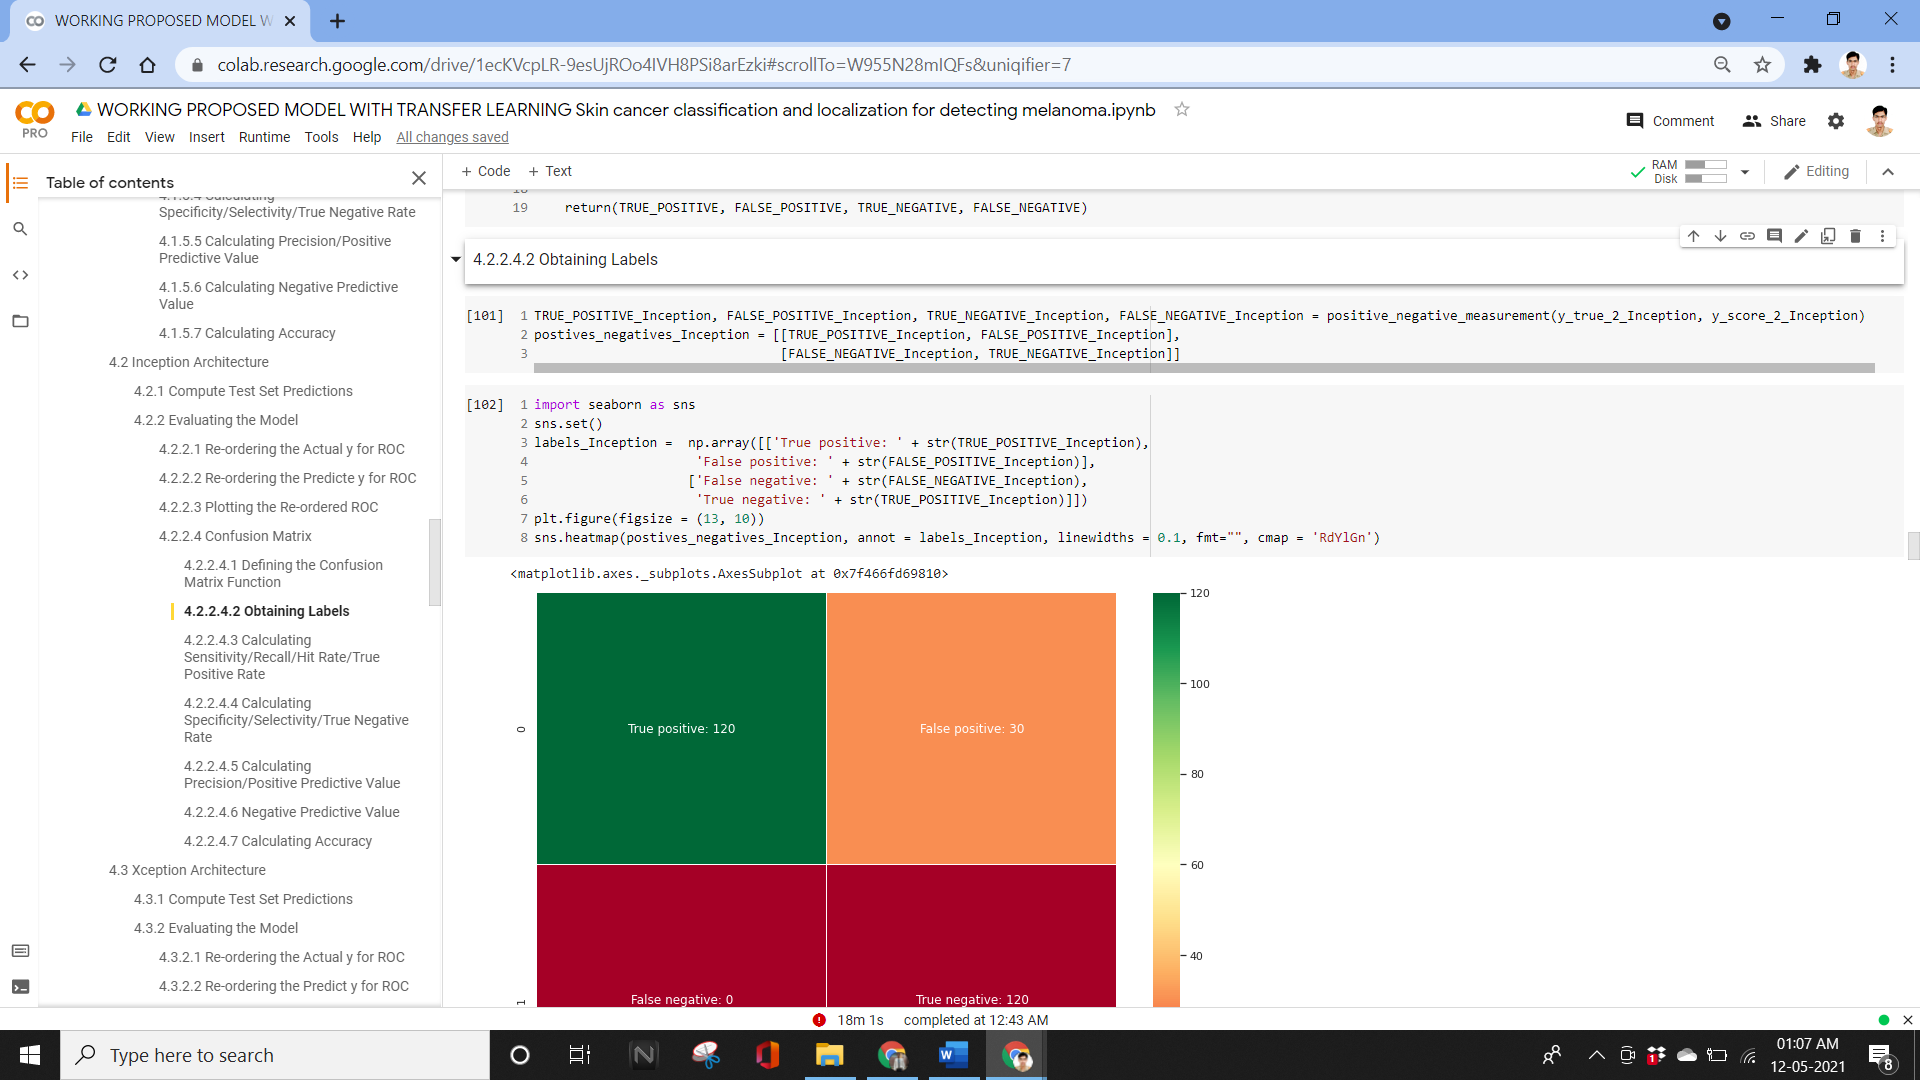 WORKING PROPOSED MODEL W
colab.research.google.com/drive/1ecKVcpLR-9esUjROo4IVH8PSi8arEzki#scrollTo=W955N28mIQFs&uniqifier=7
PRO
WORKING PROPOSED MODEL WITH TRANSFER LEARNING Skin cancer classification and localization for detecting melanoma.ipynb
File Edit View Insert Runtime Tools Help All changes saved
Comment Share
Table of contents
+ Code + Text
RAM
Disk
Editing
Specificity/Selectivity/True Negative Rate
4.1.5.5 Calculating Precision/Positive
Predictive Value
4.1.5.6 Calculating Negative Predictive
Value
4.1.5.7 Calculating Accuracy
4.2 Inception Architecture
4.2.1 Compute Test Set Predictions
4.2.2 Evaluating the Model
4.2.2.1 Re-ordering the Actual y for ROC
4.2.2.2 Re-ordering the Predicte y for ROC
4.2.2.3 Plotting the Re-ordered ROC
4.2.2.4 Confusion Matrix
4.2.2.4.1 Defining the Confusion
Matrix Function
4.2.2.4.2 Obtaining Labels
4.2.2.4.3 Calculating
Sensitivity/Recall/Hit Rate/True
Positive Rate
4.2.2.4.4 Calculating
Specificity/Selectivity/True Negative
Rate
4.2.2.4.5 Calculating
Precision/Positive Predictive Value
4.2.2.4.6 Negative Predictive Value
4.2.2.4.7 Calculating Accuracy
4.3 Xception Architecture
4.3.1 Compute Test Set Predictions
4.3.2 Evaluating the Model
4.3.2.1 Re-ordering the Actual y for ROC
4.3.2.2 Re-ordering the Predict y for ROC
19 return(TRUE_POSITIVE, FALSE_POSITIVE, TRUE_NEGATIVE, FALSE_NEGATIVE)
4.2.2.4.2 Obtaining Labels
[101] 1 TRUE_POSITIVE_Inception, FALSE_POSITIVE_Inception, TRUE_NEGATIVE_Inception, FALSE_NEGATIVE_Inception = positive_negative_measurement(y_true_2_Inception, y_score_2_Inception)
2 postives_negatives_Inception = [[TRUE_POSITIVE_Inception, FALSE_POSITIVE_Inception],
3 [FALSE_NEGATIVE_Inception, TRUE_NEGATIVE_Inception]]
[102] 1 import seaborn as sns
2 sns.set()
3 labels_Inception = np.array([['True positive: ' + str(TRUE_POSITIVE_Inception),
4 'False positive: ' + str(FALSE_POSITIVE_Inception)],
5 ['False negative: ' + str(FALSE_NEGATIVE_Inception),
6 'True negative: ' + str(TRUE_POSITIVE_Inception)]])
7 plt.figure(figsize = (13, 10))
8 sns.heatmap(postives_negatives_Inception, annot = labels_Inception, linewidths = 0.1, fmt="", cmap = 'RdYlGn')
<matplotlib.axes._subplots.AxesSubplot at 0x7f466fd69810>
0
True positive: 120
False positive: 30
1
False negative: 0
True negative: 120
120
100
80
60
40
18m 1s completed at 12:43 AM
Type here to search
01:07 AM
12-05-2021
8